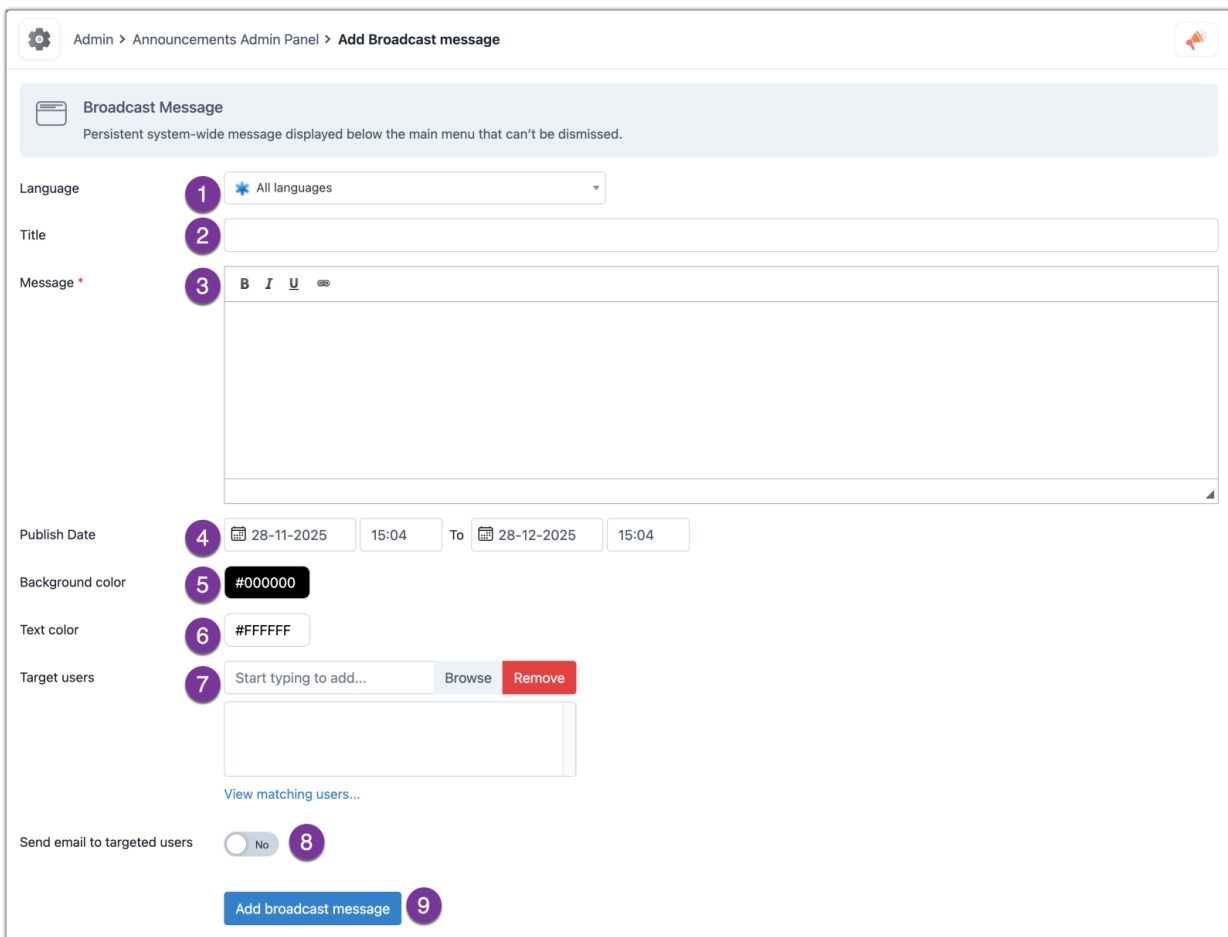 Admin > Announcements Admin Panel > Add Broadcast message
Broadcast Message
Persistent system-wide message displayed below the main menu that can't be dismissed.
Language 1 All languages
Title 2
Message * 3 B I U
Publish Date 4 28-11-2025 15:04 To 28-12-2025 15:04
Background color 5 #000000
Text color 6 #FFFFFF
Target users 7 Start typing to add... Browse Remove
View matching users...
Send email to targeted users No 8
Add broadcast message 9